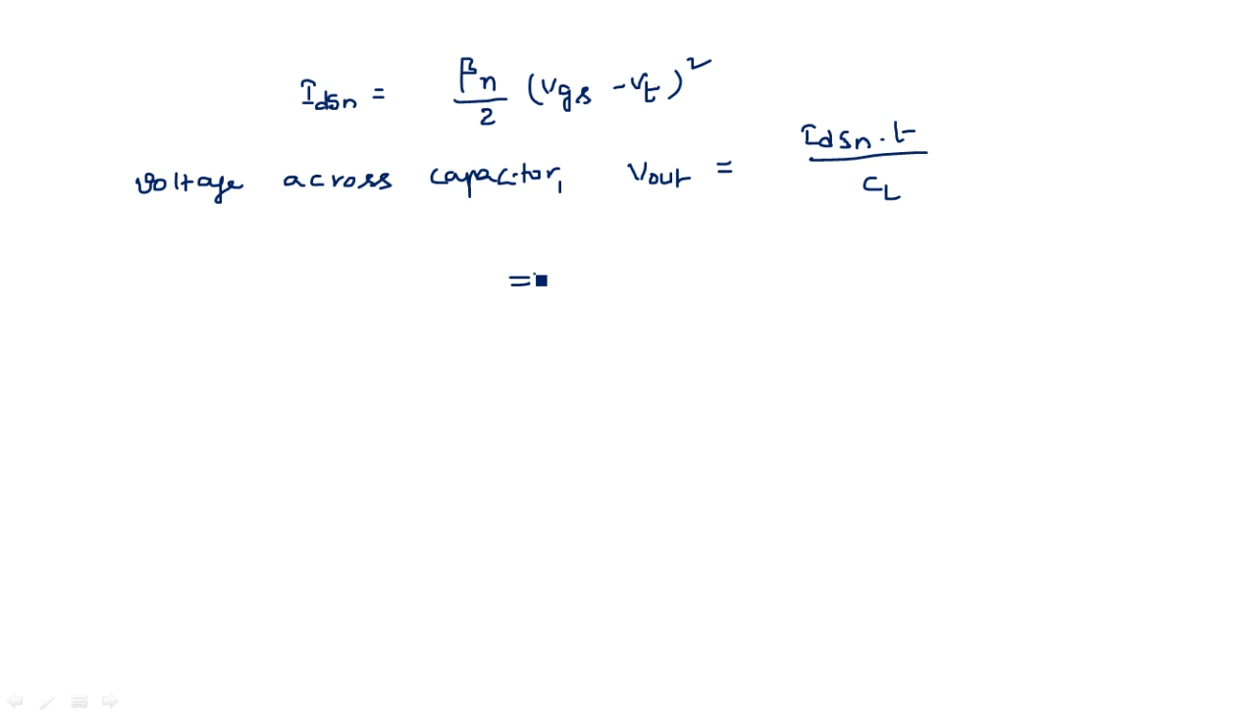 Idsn = βn/2 (Vgs - Vt)²
Voltage across capacitor, Vout = Idsn . t / CL
=